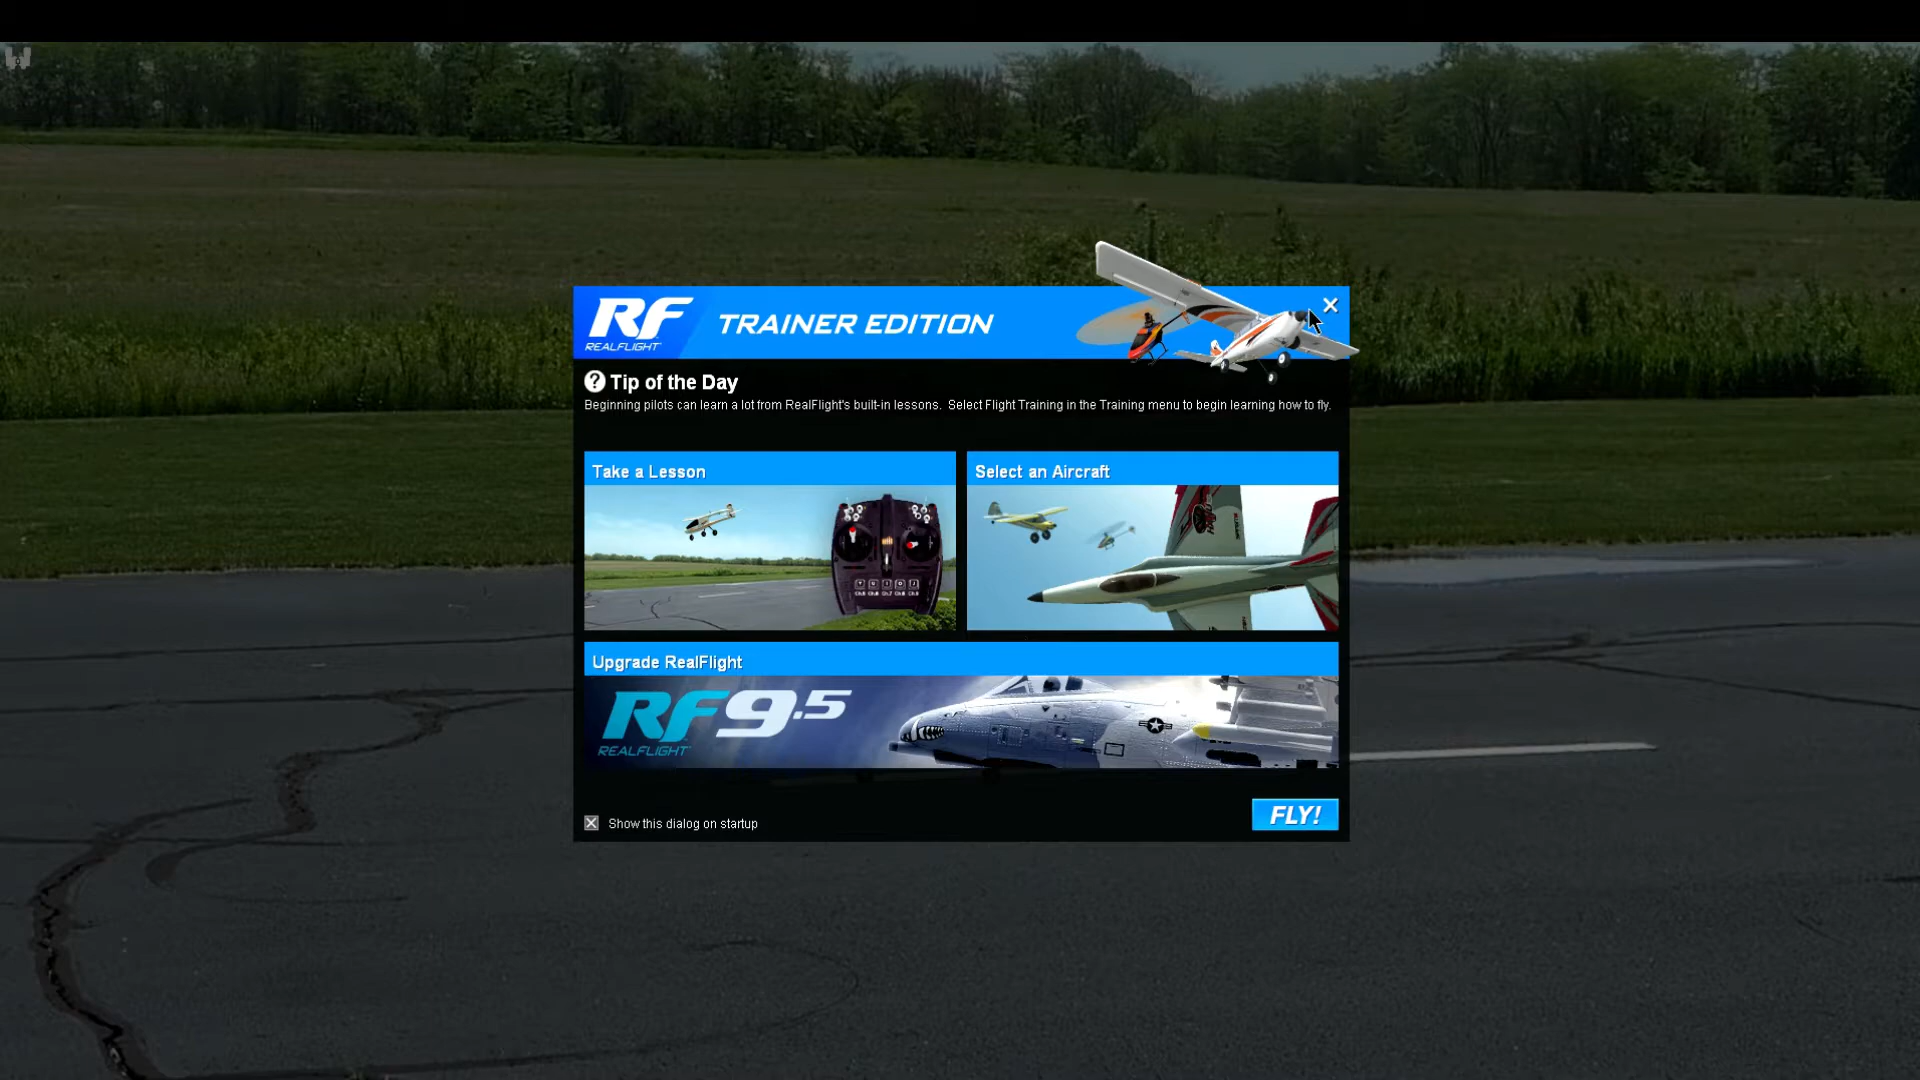 RF
REALFLIGHT
TRAINER EDITION
? Tip of the Day
Beginning pilots can learn a lot from RealFlight's built-in lessons. Select Flight Training in the Training menu to begin learning how to fly.
Take a Lesson
Select an Aircraft
Upgrade RealFlight
RF 9.5
REALFLIGHT
Show this dialog on startup
FLY!